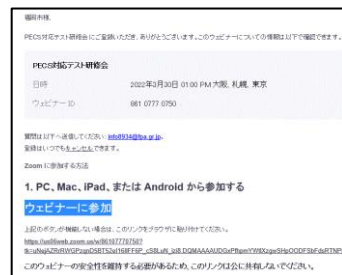 福岡木様、
PECS対応テスト研修会 にご登録いただき、ありがとうございます。このウェビナーについての情報は以下で確認できます。
PECS対応テスト研修会
日時 2022年3月30日 01:00 PM 大阪, 札幌, 東京
ウェビナー ID 861 0777 0750
質問は以下へ送信してください: info8934@fpa.gr.jp。
登録はいつでもキャンセルできます。
Zoom に参加する方法
1. PC、Mac、iPad、または Android から参加する
ウェビナーに参加
上記のボタンが機能しない場合は、このリンクをブラウザに貼り付けてください。
https://us06web.zoom.us/w/86107770750?
このウェビナーの安全性を維持する必要があるため、このリンクは公に共有しないでください。